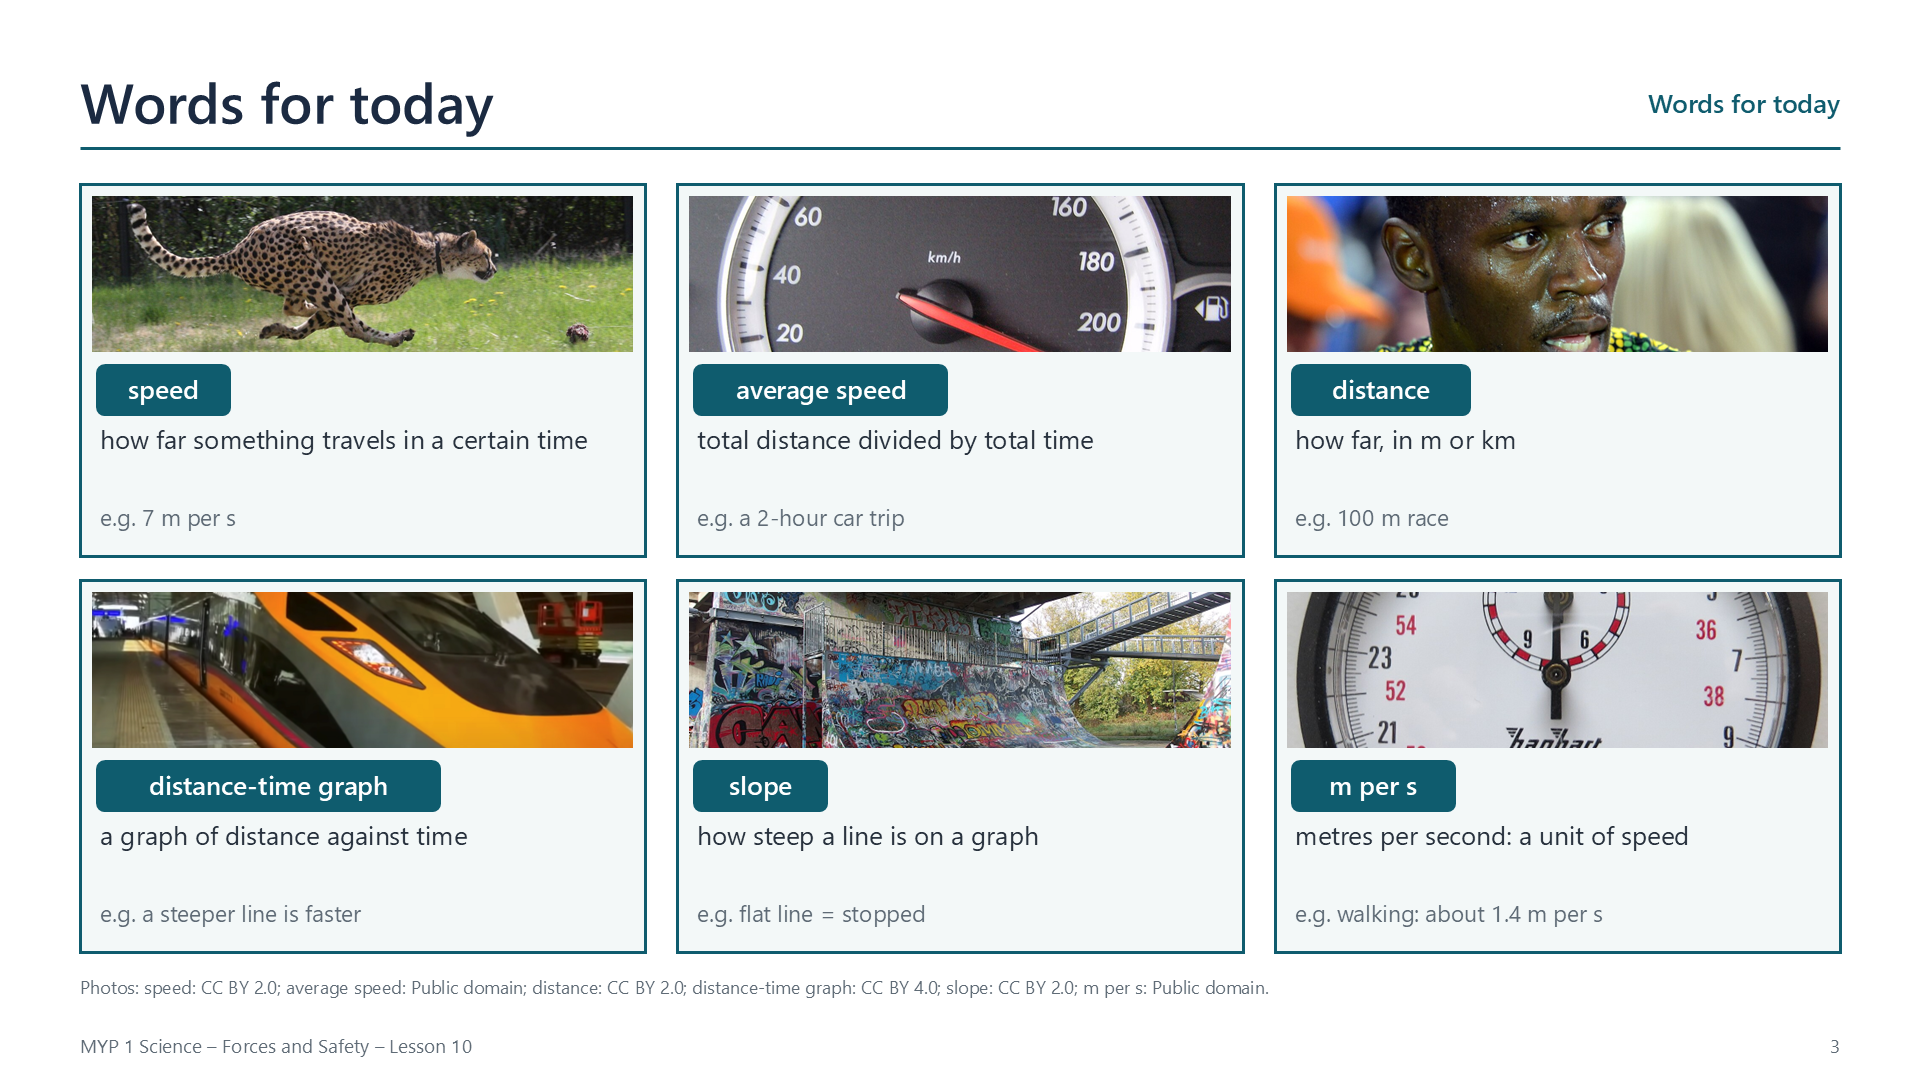 Words for today
Words for today
60
40
20
km/h
160
180
200
speed
how far something travels in a certain time
e.g. 7 m per s
average speed
total distance divided by total time
e.g. a 2-hour car trip
distance
how far, in m or km
e.g. 100 m race
54
23
52
21
9 6
36
7
38
9
hanhart
distance-time graph
a graph of distance against time
e.g. a steeper line is faster
slope
how steep a line is on a graph
e.g. flat line = stopped
m per s
metres per second: a unit of speed
e.g. walking: about 1.4 m per s
Photos: speed: CC BY 2.0; average speed: Public domain; distance: CC BY 2.0; distance-time graph: CC BY 4.0; slope: CC BY 2.0; m per s: Public domain.
MYP 1 Science – Forces and Safety – Lesson 10
3